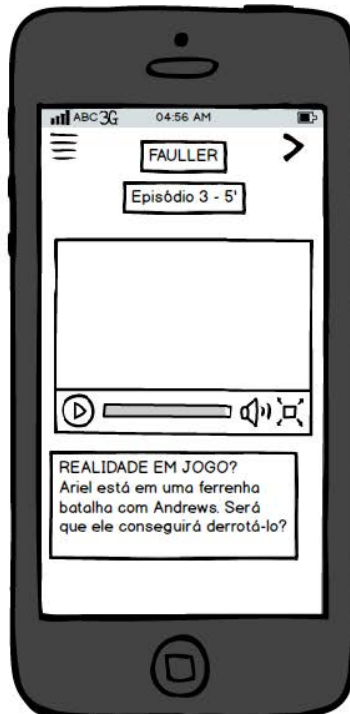 ABC 3G 04:56 AM
FAULLER
Episódio 3 - 5'
REALIDADE EM JOGO?
Ariel está em uma ferrenha
batalha com Andrews. Será
que ele conseguirá derrotá-lo?